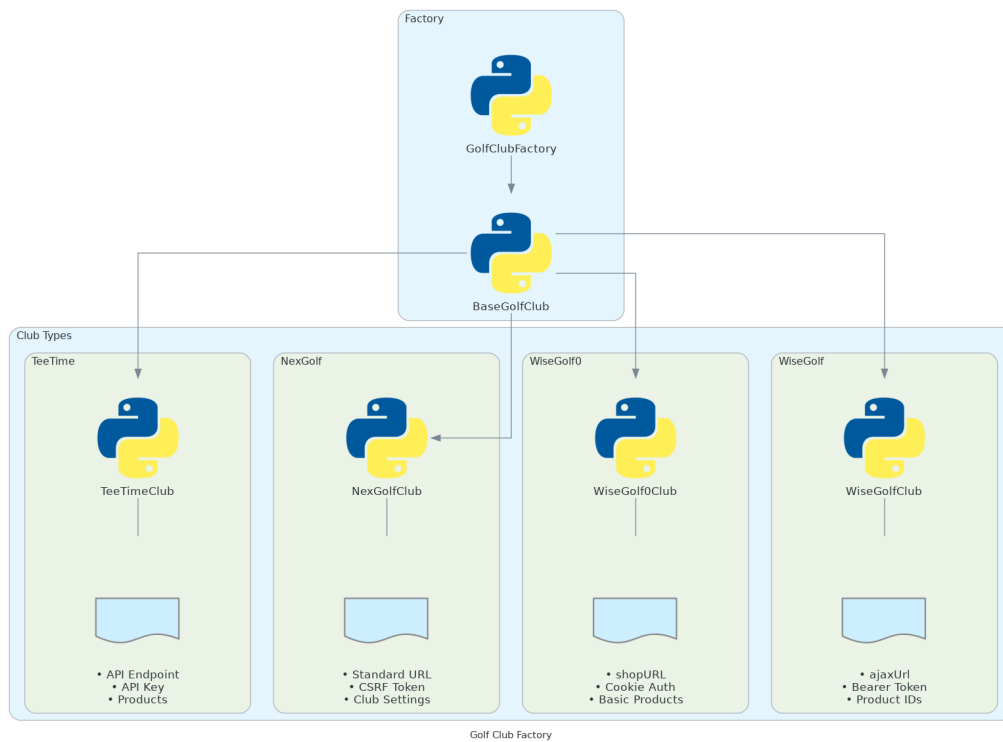 Factory
GolfClubFactory
BaseGolfClub
Club Types
TeeTime
NexGolf
WiseGolf0
WiseGolf
TeeTimeClub
NexGolfClub
WiseGolf0Club
WiseGolfClub
• API Endpoint
• API Key
• Products
• Standard URL
• CSRF Token
• Club Settings
• shopURL
• Cookie Auth
• Basic Products
• ajaxUrl
• Bearer Token
• Product IDs
Golf Club Factory